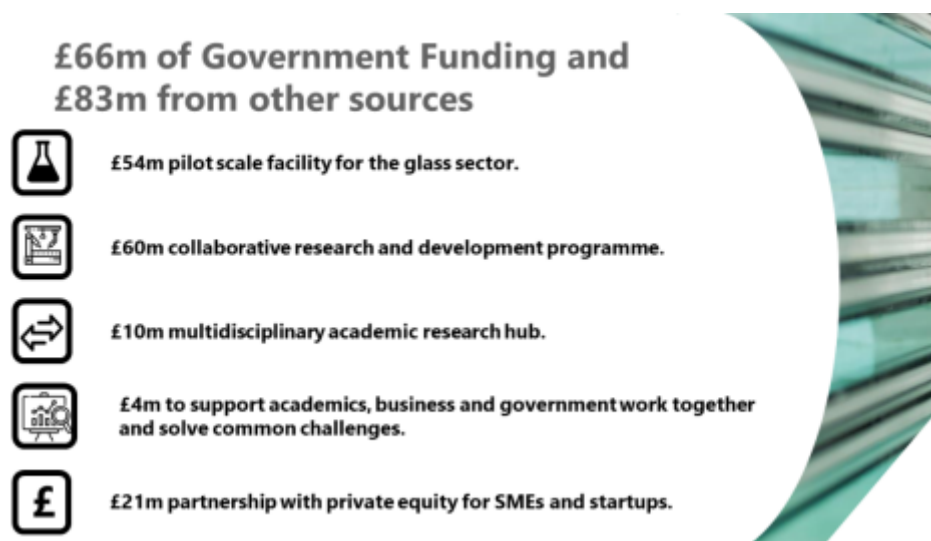 £66m of Government Funding and
£83m from other sources
£54m pilot scale facility for the glass sector.
£60m collaborative research and development programme.
£10m multidisciplinary academic research hub.
£4m to support academics, business and government work together
and solve common challenges.
£
£21m partnership with private equity for SMEs and startups.